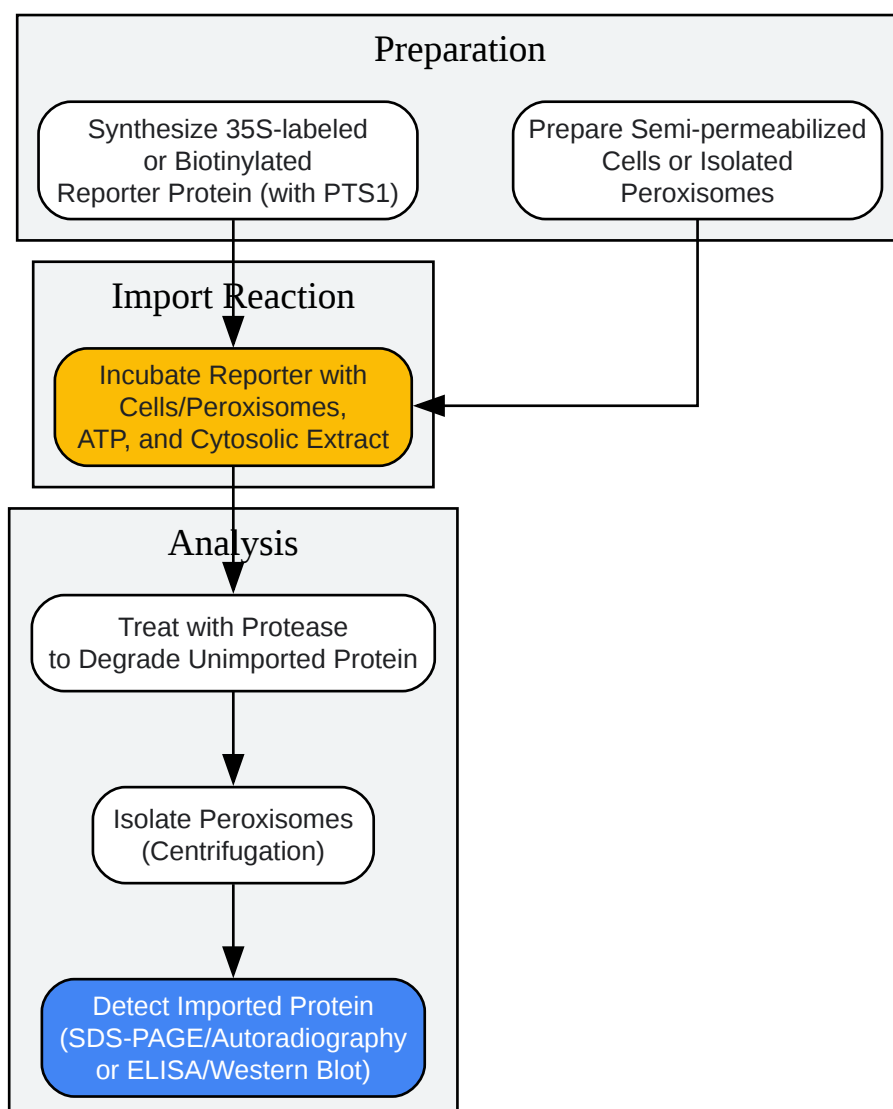 Preparation
Synthesize 35S-labeled
or Biotinylated
Reporter Protein (with PTS1)
Prepare Semi-permeabilized
Cells or Isolated
Peroxisomes
Import Reaction
Incubate Reporter with
Cells/Peroxisomes,
ATP, and Cytosolic Extract
Analysis
Treat with Protease
to Degrade Unimported Protein
Isolate Peroxisomes
(Centrifugation)
Detect Imported Protein
(SDS-PAGE/Autoradiography
or ELISA/Western Blot)